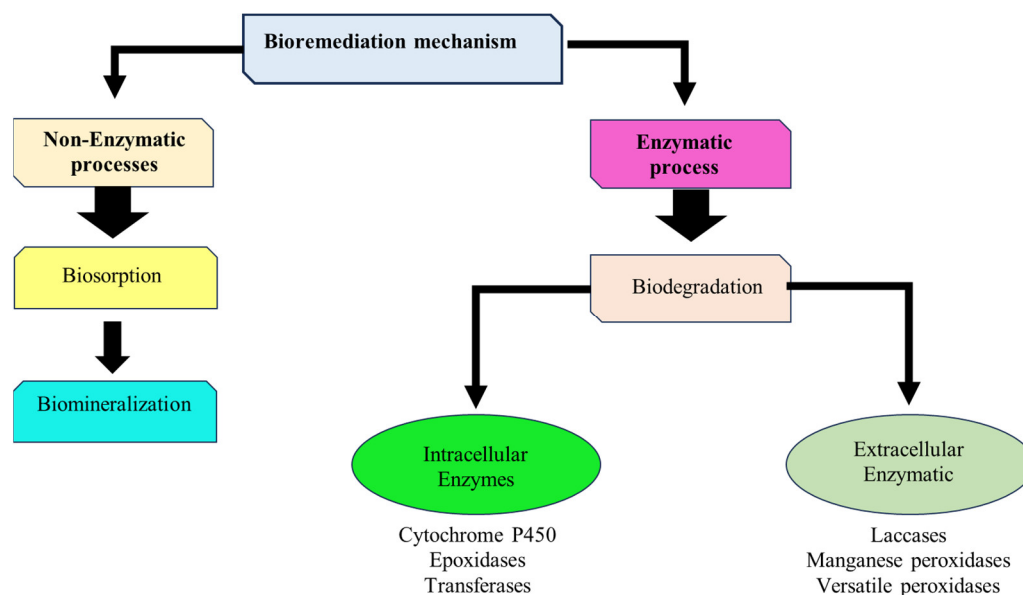 Bioremediation mechanism
Non-Enzymatic
processes
Enzymatic
process
Biosorption
Biodegradation
Biomineralization
Intracellular
Enzymes
Extracellular
Enzymatic
Cytochrome P450
Epoxidases
Transferases
Laccases
Manganese peroxidases
Versatile peroxidases